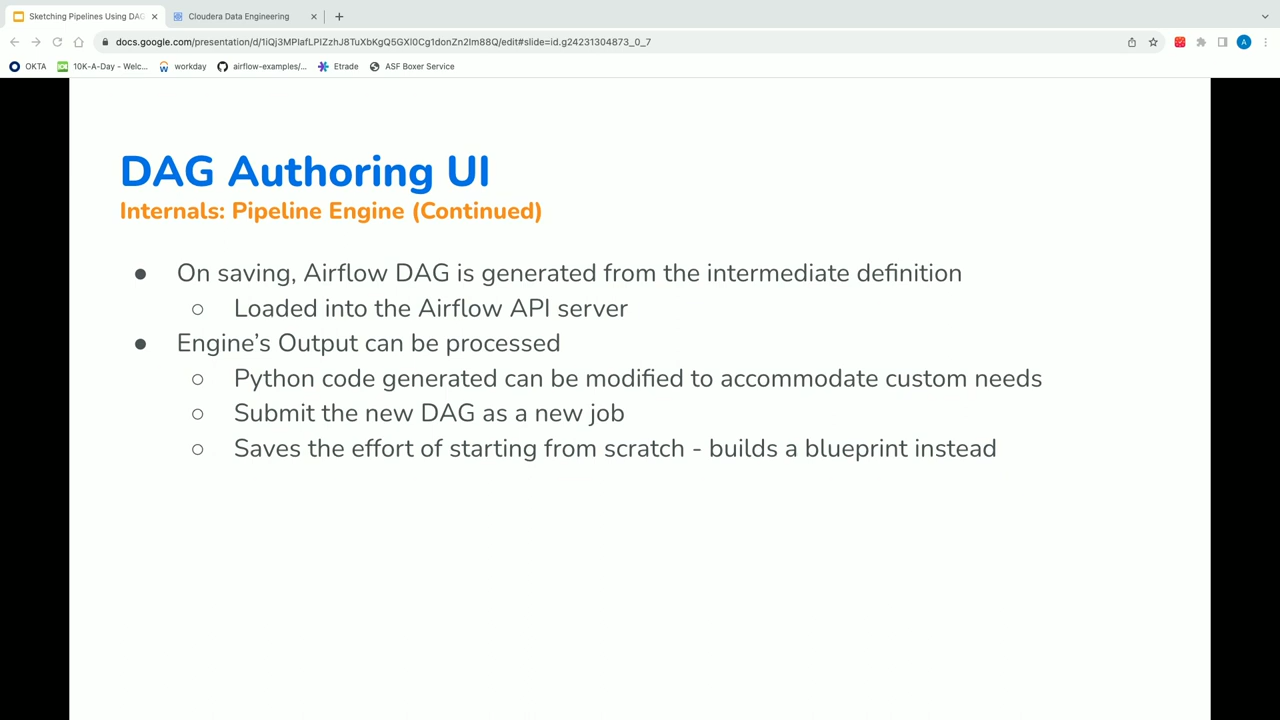 Sketching Pipelines Using DAG
Cloudera Data Engineering
docs.google.com/presentation/d/1iQj3MPIafLPIZzhJ8TuXbKgQ5GXl0Cg1donZn2Im88Q/edit#slide=id.g24231304873_0_7
A
OKTA
10K-A-Day - Welc...
workday
airflow-examples/...
Etrade
ASF Boxer Service
DAG Authoring UI
Internals: Pipeline Engine (Continued)
● On saving, Airflow DAG is generated from the intermediate definition
○ Loaded into the Airflow API server
● Engine’s Output can be processed
○ Python code generated can be modified to accommodate custom needs
○ Submit the new DAG as a new job
○ Saves the effort of starting from scratch - builds a blueprint instead